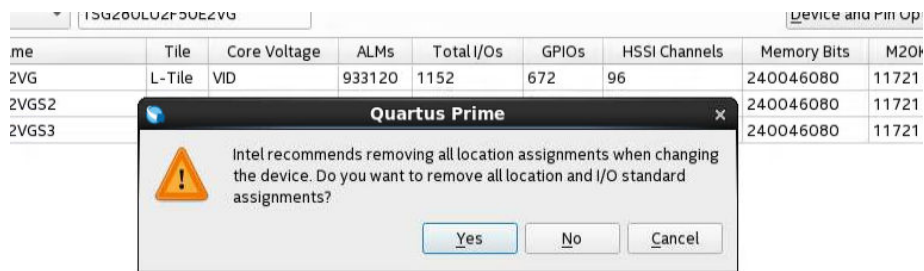 1SG280LU2F50E2VG Device and Pin Op
me Tile Core Voltage ALMs Total I/Os GPIOs HSSI Channels Memory Bits M20K
2VG L-Tile VID 933120 1152 672 96 240046080 11721
2VGS2 240046080 11721
2VGS3 240046080 11721
Quartus Prime
Intel recommends removing all location assignments when changing
the device. Do you want to remove all location and I/O standard
assignments?
Yes No Cancel